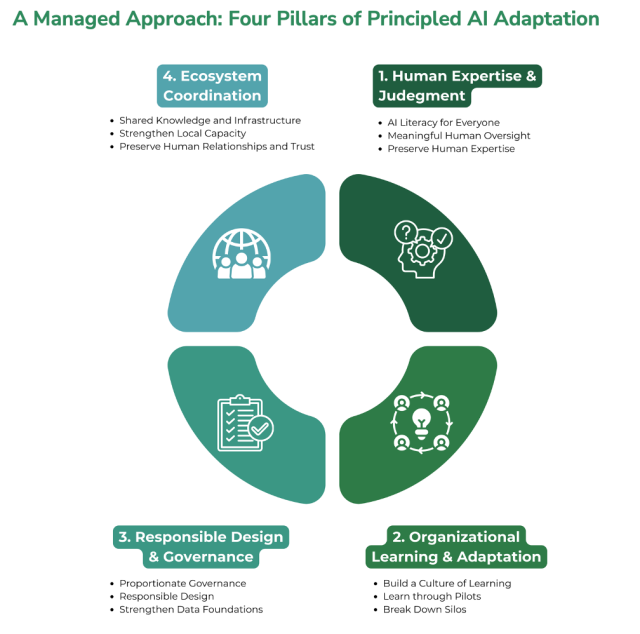 A Managed Approach: Four Pillars of Principled AI Adaptation
4. Ecosystem
Coordination
• Shared Knowledge and Infrastructure
• Strengthen Local Capacity
• Preserve Human Relationships and Trust
1. Human Expertise &
Judegment
• AI Literacy for Everyone
• Meaningful Human Oversight
• Preserve Human Expertise
?
3. Responsible Design
& Governance
• Proportionate Governance
• Responsible Design
• Strengthen Data Foundations
2. Organizational
Learning & Adaptation
• Build a Culture of Learning
• Learn through Pilots
• Break Down Silos